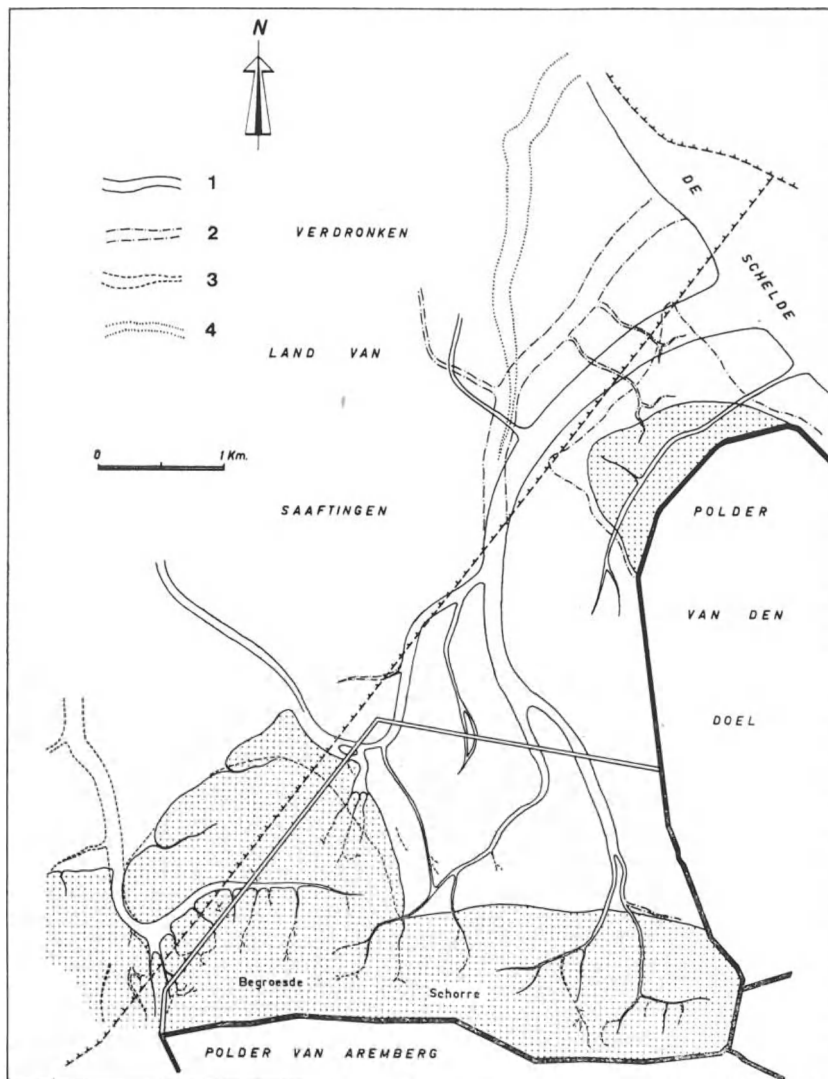 N
1
2
3
4
VERDRONKEN
LAND VAN
SAAFTINGEN
0 1 Km.
DE
SCHELDE
POLDER
VAN DEN
DOEL
Begroesde Schorre
POLDER VAN AREMBERG